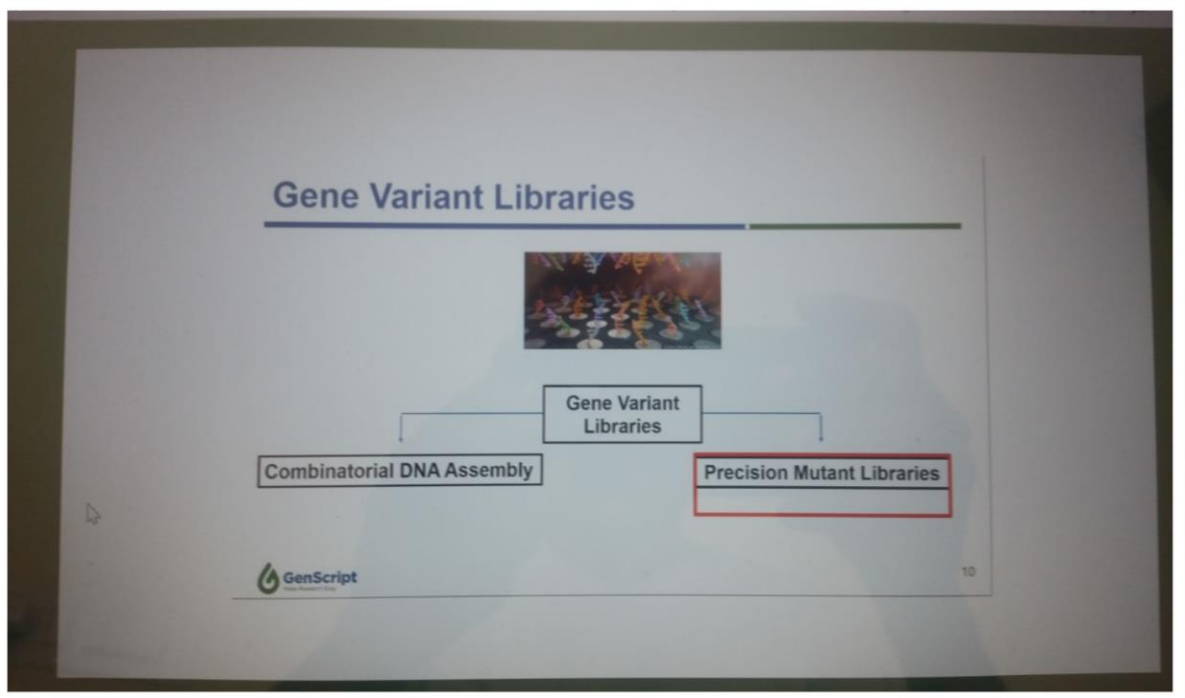 Gene Variant Libraries
Gene Variant
Libraries
Combinatorial DNA Assembly
Precision Mutant Libraries
GenScript
10